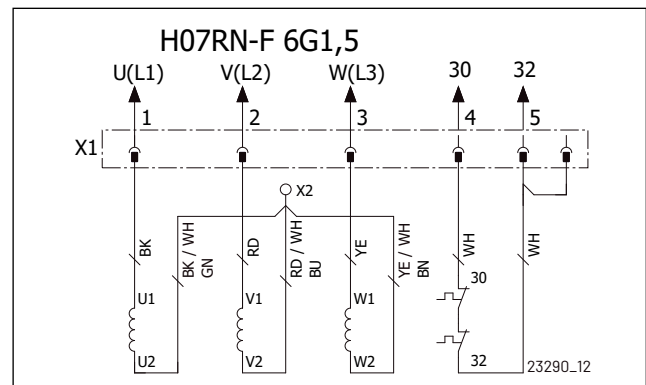 H07RN-F 6G1,5
U(L1) V(L2) W(L3) 30 32
1 2 3 4 5
X1
X2
BK BK / WH GN RD RD / WH BU YE YE / WH BN WH WH
30
U1 V1 W1
U2 V2 W2 32
23290_12